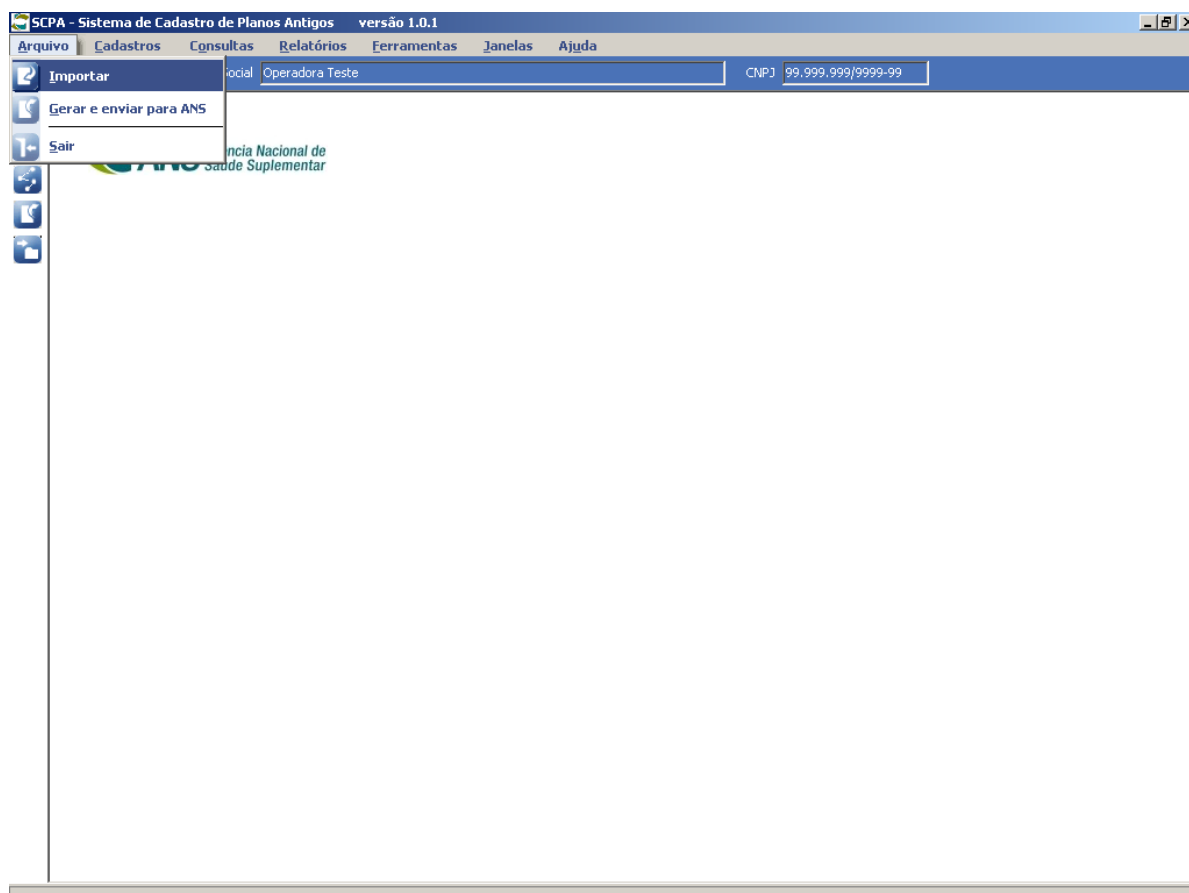 SCPA - Sistema de Cadastro de Planos Antigos versão 1.0.1
Arquivo Cadastros Consultas Relatórios Ferramentas Janelas Ajuda
Importar
Social Operadora Teste CNPJ 99.999.999/9999-99
Gerar e enviar para ANS
Sair
Nacional de
Saúde Suplementar